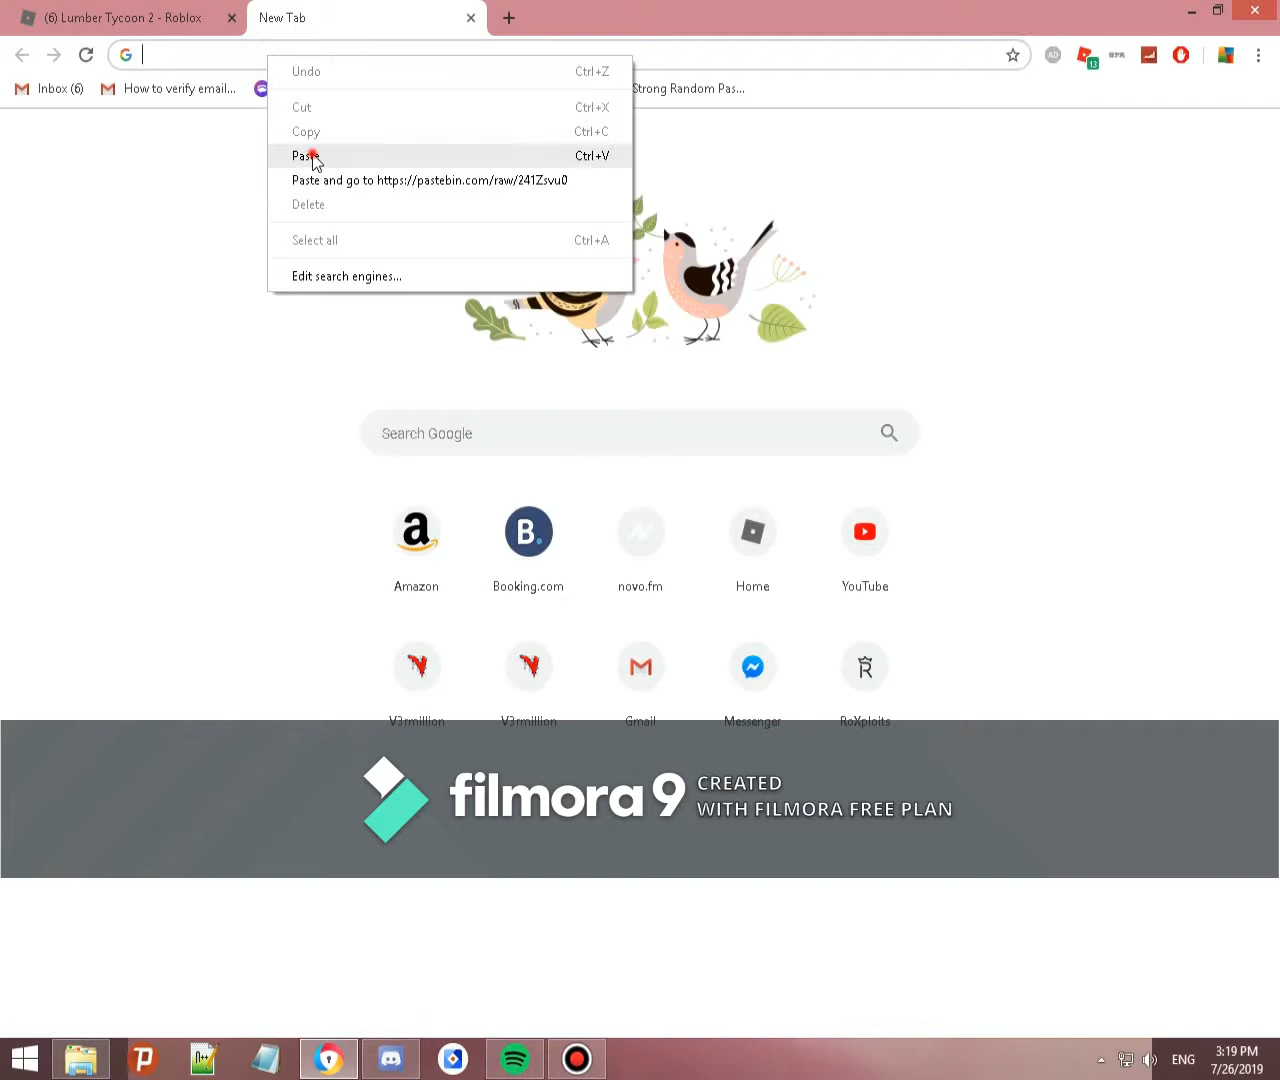 (6) Lumber Tycoon 2 - Roblox
New Tab
Inbox (6)
How to verify email...
Strong Random Pas...
AD
13
Undo Ctrl+Z
Cut Ctrl+X
Copy Ctrl+C
Paste Ctrl+V
Paste and go to https://pastebin.com/raw/241Zsvu0
Delete
Select all Ctrl+A
Edit search engines...
Search Google
Amazon
Booking.com
novo.fm
Home
YouTube
V3rmillion
V3rmillion
Gmail
Messenger
RoXploits
filmora 9 CREATED
WITH FILMORA FREE PLAN
ENG
3:19 PM
7/26/2019